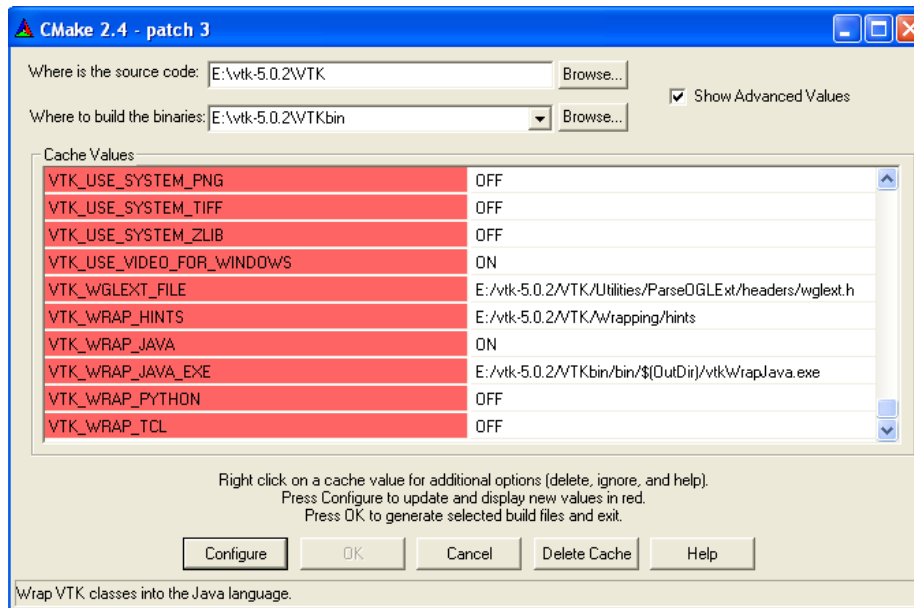 CMake 2.4 - patch 3
Where is the source code: E:\vtk-5.0.2\VTK Browse...
Show Advanced Values
Where to build the binaries: E:\vtk-5.0.2\VTKbin Browse...
Cache Values
VTK_USE_SYSTEM_PNG OFF
VTK_USE_SYSTEM_TIFF OFF
VTK_USE_SYSTEM_ZLIB OFF
VTK_USE_VIDEO_FOR_WINDOWS ON
VTK_WGLEXT_FILE E:/vtk-5.0.2/VTK/Utilities/ParseOGLExt/headers/wglext.h
VTK_WRAP_HINTS E:/vtk-5.0.2/VTK/Wrapping/hints
VTK_WRAP_JAVA ON
VTK_WRAP_JAVA_EXE E:/vtk-5.0.2/VTKbin/bin/$(OutDir)/vtkWrapJava.exe
VTK_WRAP_PYTHON OFF
VTK_WRAP_TCL OFF
Right click on a cache value for additional options (delete, ignore, and help).
Press Configure to update and display new values in red.
Press OK to generate selected build files and exit.
Configure OK Cancel Delete Cache Help
Wrap VTK classes into the Java language.